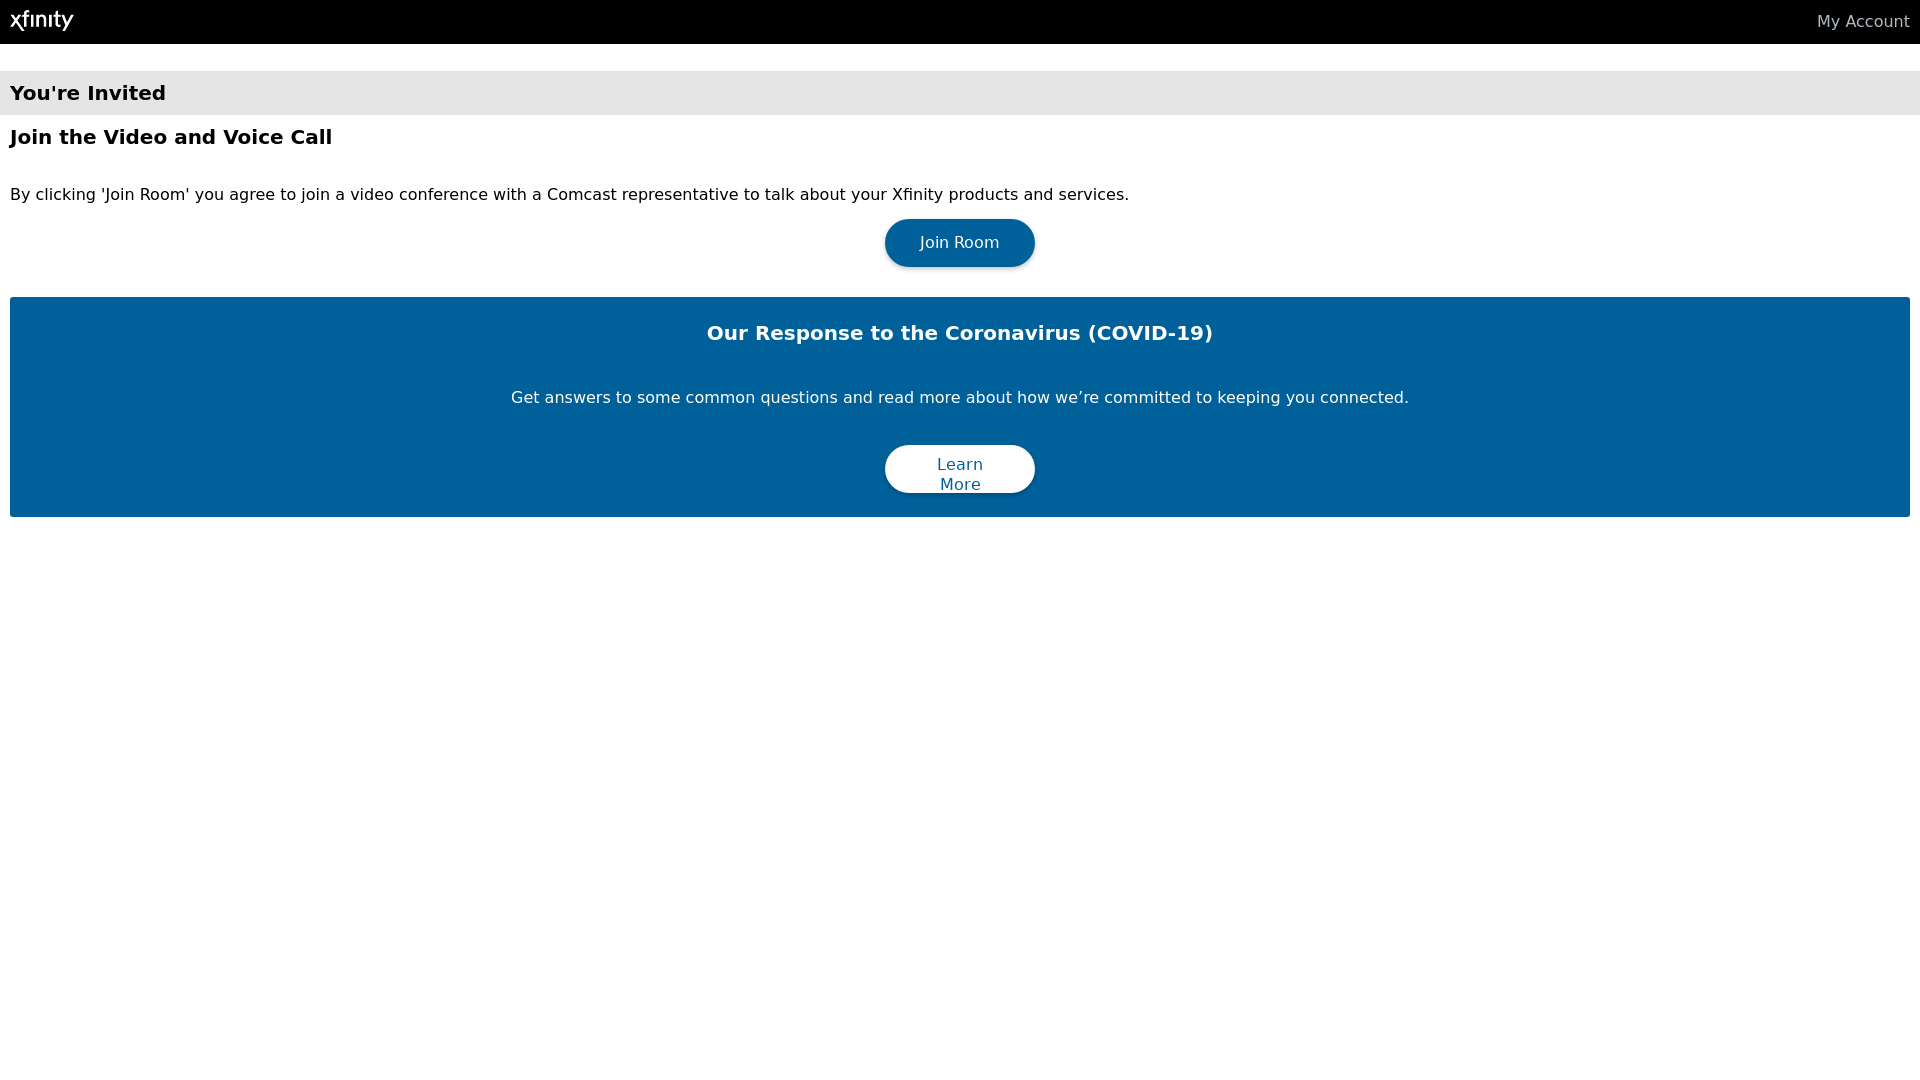 xfinity
My Account
You're Invited
Join the Video and Voice Call
By clicking 'Join Room' you agree to join a video conference with a Comcast representative to talk about your Xfinity products and services.
Join Room
Our Response to the Coronavirus (COVID-19)
Get answers to some common questions and read more about how we’re committed to keeping you connected.
Learn
More